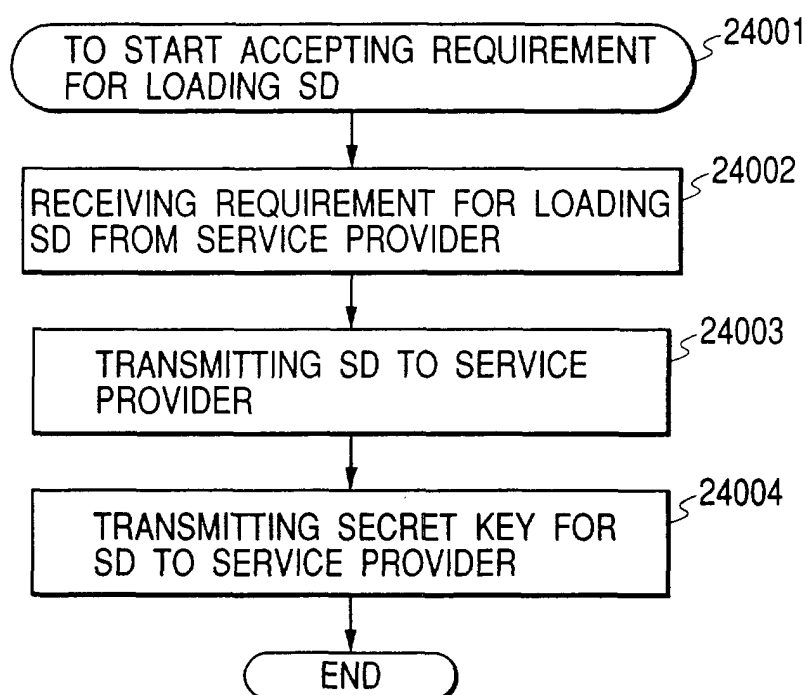 TO START ACCEPTING REQUIREMENT
FOR LOADING SD
24001
24002
RECEIVING REQUIREMENT FOR LOADING
SD FROM SERVICE PROVIDER
24003
TRANSMITTING SD TO SERVICE
PROVIDER
24004
TRANSMITTING SECRET KEY FOR
SD TO SERVICE PROVIDER
END